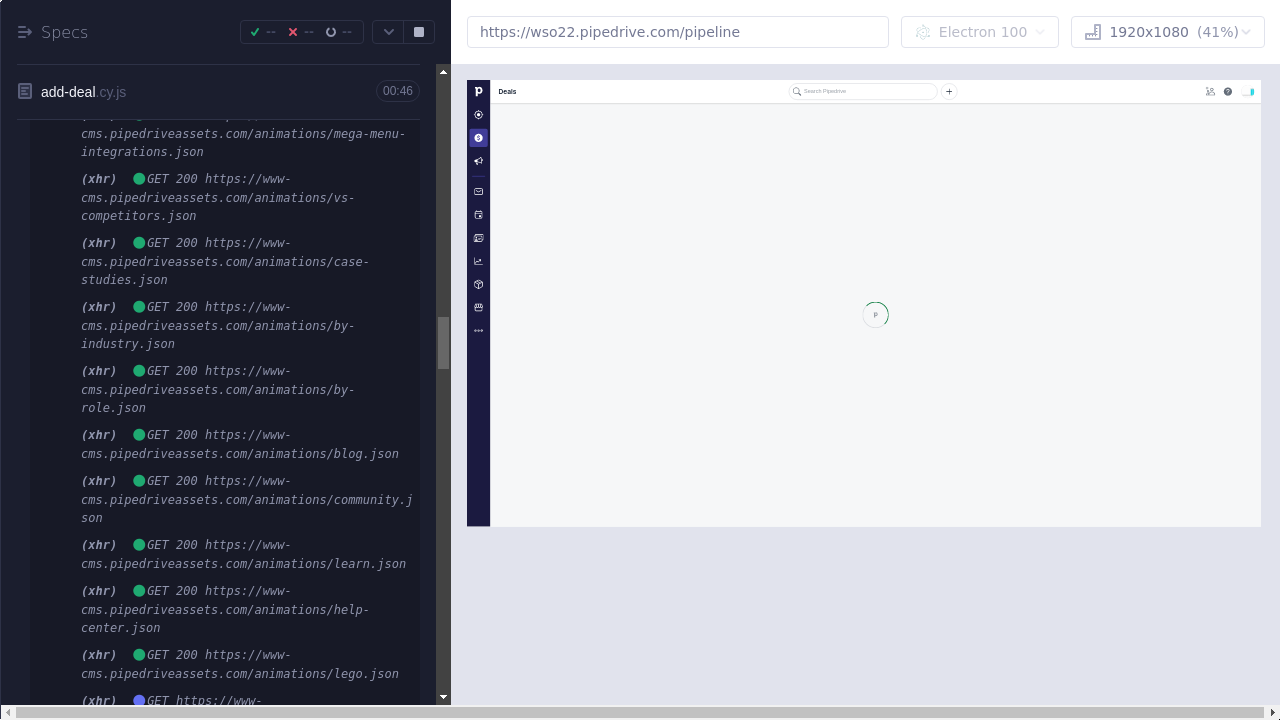 Specs
--
--
--
https://wso22.pipedrive.com/pipeline
Electron 100
1920x1080 (41%)
add-deal.cy.js
00:46
cms.pipedriveassets.com/animations/mega-menu-
integrations.json
(xhr) GET 200 https://www-
cms.pipedriveassets.com/animations/vs-
competitors.json
(xhr) GET 200 https://www-
cms.pipedriveassets.com/animations/case-
studies.json
(xhr) GET 200 https://www-
cms.pipedriveassets.com/animations/by-
industry.json
(xhr) GET 200 https://www-
cms.pipedriveassets.com/animations/by-
role.json
(xhr) GET 200 https://www-
cms.pipedriveassets.com/animations/blog.json
(xhr) GET 200 https://www-
cms.pipedriveassets.com/animations/community.j
son
(xhr) GET 200 https://www-
cms.pipedriveassets.com/animations/learn.json
(xhr) GET 200 https://www-
cms.pipedriveassets.com/animations/help-
center.json
(xhr) GET 200 https://www-
cms.pipedriveassets.com/animations/lego.json
(xhr) GET https://www-
p
Deals
Search Pipedrive
+
?
P